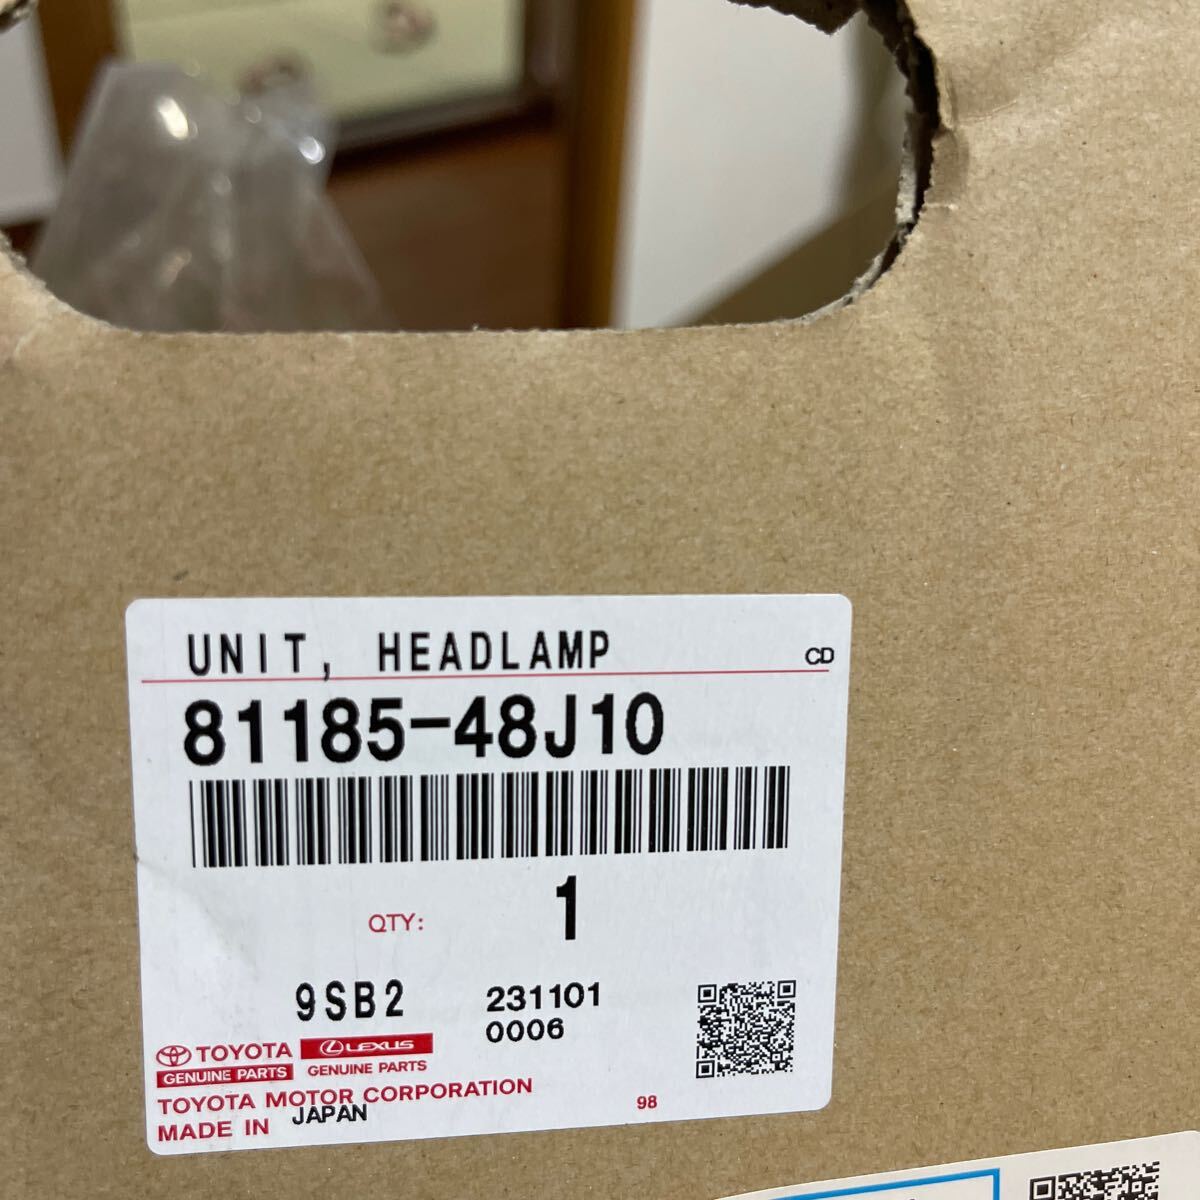 UNIT, HEADLAMP CD
81185-48J10
QTY: 1
9SB2 231101
0006
TOYOTA LEXUS
GENUINE PARTS GENUINE PARTS
TOYOTA MOTOR CORPORATION
MADE IN JAPAN 98